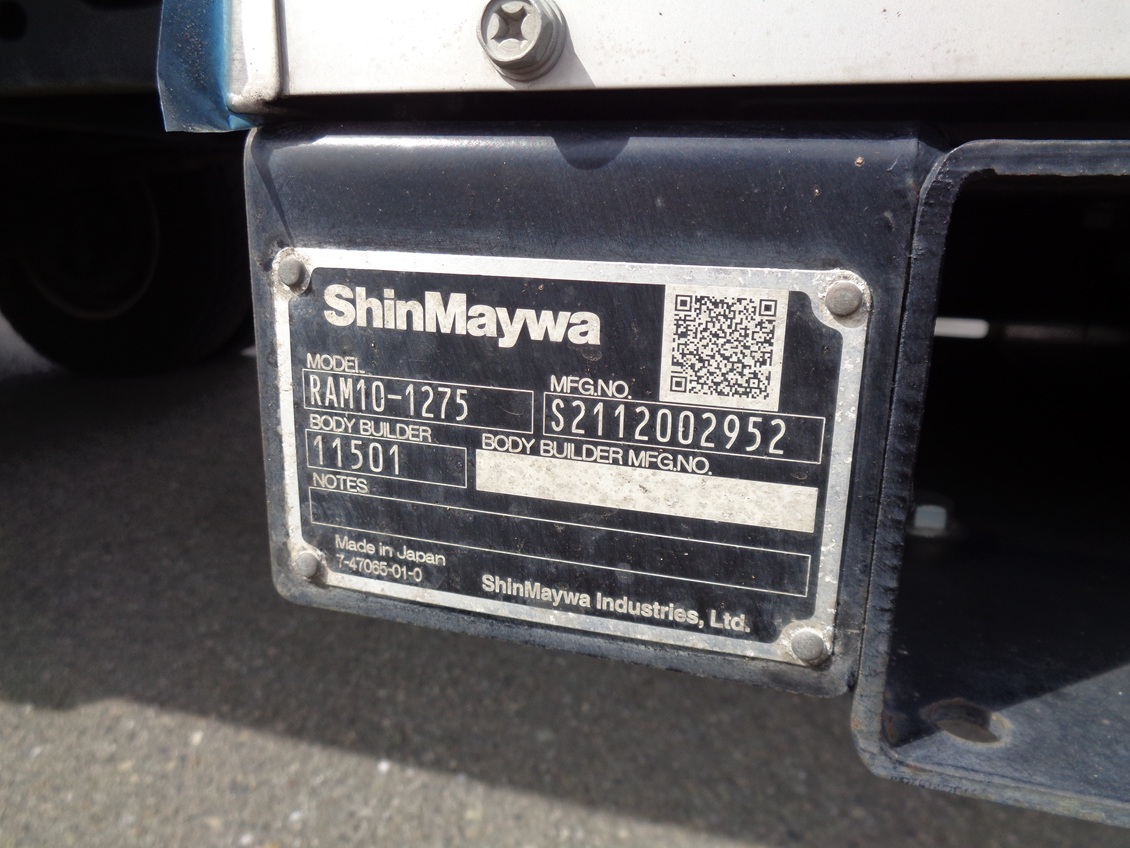 ShinMaywa
MODEL
RAM10-1275
MFG.NO.
S2112002952
BODY BUILDER
11501
BODY BUILDER MFG.NO.
NOTES
Made in Japan
7-47065-01-0
ShinMaywa Industries, Ltd.